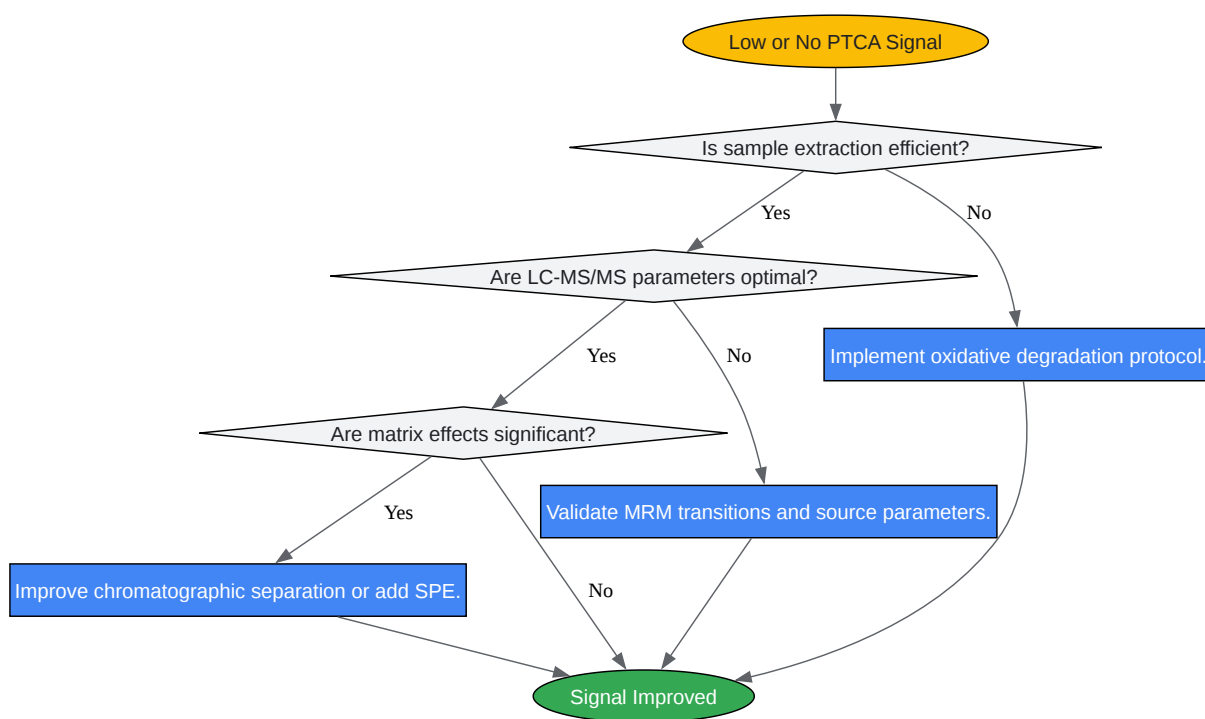 Low or No PTCA Signal
Is sample extraction efficient?
Yes
No
Are LC-MS/MS parameters optimal?
Yes
No
Implement oxidative degradation protocol.
Are matrix effects significant?
Yes
Validate MRM transitions and source parameters.
Improve chromatographic separation or add SPE.
No
Signal Improved